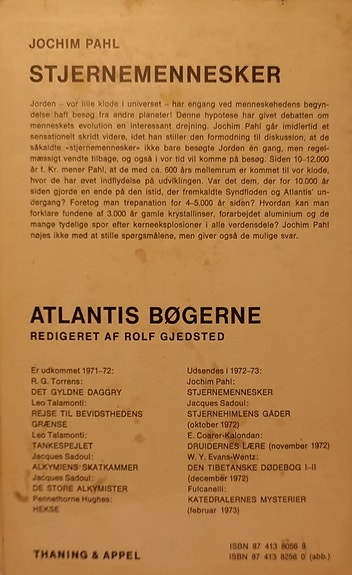 JOCHIM PAHL
STJERNEMENNESKER
Jorden – vor lille klode i universet – har engang ved menneskehedens begyn-
delse haft besøg fra andre planeter! Denne hypotese har givet debatten om
menneskets evolution en interessant drejning. Jochim Pahl går imidlertid et
sensationelt skridt videre, idet han stiller den formodning til diskussion, at de
såkaldte »stjernemennesker« ikke bare besøgte Jorden én gang, men regel-
mæssigt vendte tilbage, og også i vor tid vil komme på besøg. Siden 10-12.000
år f. Kr. mener Pahl, at de med ca. 600 års mellemrum er kommet til vor klode,
hvor de har øvet indflydelse på udviklingen. Var det dem, der for 10.000 år
siden gjorde en ende på den istid, der fremkaldte Syndfloden og Atlantis' un-
dergang? Foretog man trepanation for 4-5.000 år siden? Hvordan kan man
forklare fundene af 3.000 år gamle krystallinser, forarbejdet aluminium og de
mange tydelige spor efter kerneeksplosioner i alle verdensdele? Jochim Pahl
nøjes ikke med at stille spørgsmålene, men giver også de mulige svar.
ATLANTIS BØGERNE
REDIGERET AF ROLF GJEDSTED
Er udkommet 1971-72:
R. G. Torrens:
DET GYLDNE DAGGRY
Leo Talamonti:
REJSE TIL BEVIDSTHEDENS
GRÆNSE
Leo Talamonti:
TANKESPEJLET
Jacques Sadoul:
ALKYMIENS SKATKAMMER
Jacques Sadoul:
DE STORE ALKYMISTER
Pennethorne Hughes:
HEKSE
Udsendes i 1972-73:
Jochim Pahl:
STJERNEMENNESKER
Jacques Sadoul:
STJERNEHIMLENS GÅDER
(oktober 1972)
E. Coarer-Kalondan:
DRUIDERNES LÆRE (november 1972)
W. Y. Evans-Wentz:
DEN TIBETANSKE DØDEBOG I-II
(december 1972)
Fulcanelli:
KATEDRALERNES MYSTERIER
(februar 1973)
THANING & APPEL
ISBN 87 413 8056 8
ISBN 87 413 8256 0 (abb.)